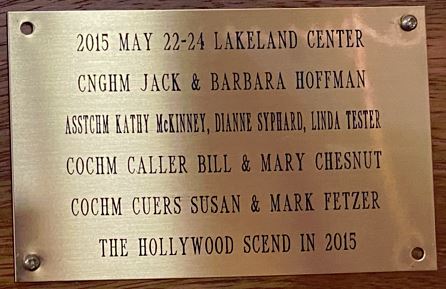 2015 MAY 22-24 LAKELAND CENTER
CNGHM JACK & BARBARA HOFFMAN
ASSTCHM KATHY McKINNEY, DIANNE SYPHARD, LINDA TESTER
COCHM CALLER BILL & MARY CHESNUT
COCHM CUERS SUSAN & MARK FETZER
THE HOLLYWOOD SCEND IN 2015